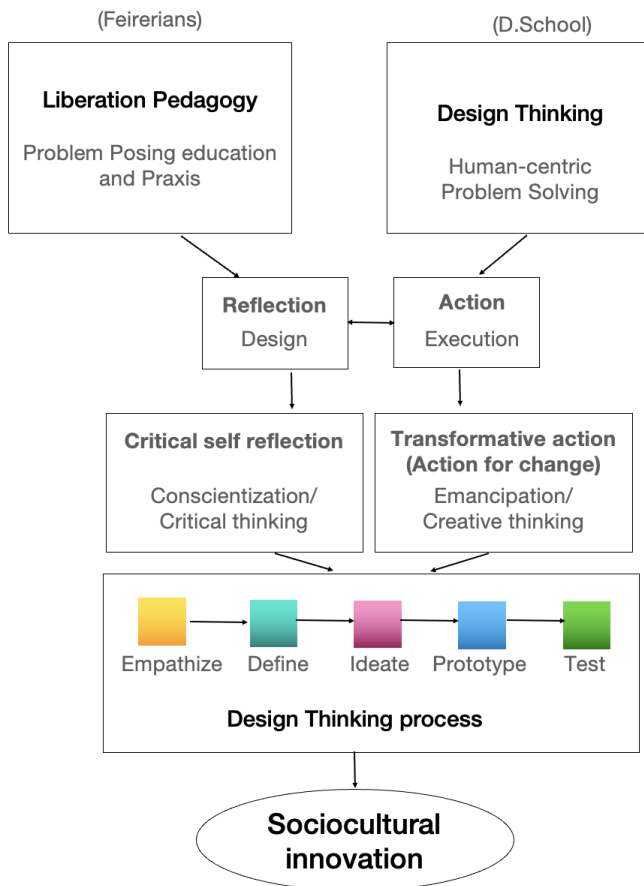 (Feirerians)
(D.School)
Liberation Pedagogy
Problem Posing education
and Praxis
Design Thinking
Human-centric
Problem Solving
Reflection
Design
Action
Execution
Critical self reflection
Conscientization/
Critical thinking
Transformative action
(Action for change)
Emancipation/
Creative thinking
Empathize
Define
Ideate
Prototype
Test
Design Thinking process
Sociocultural
innovation